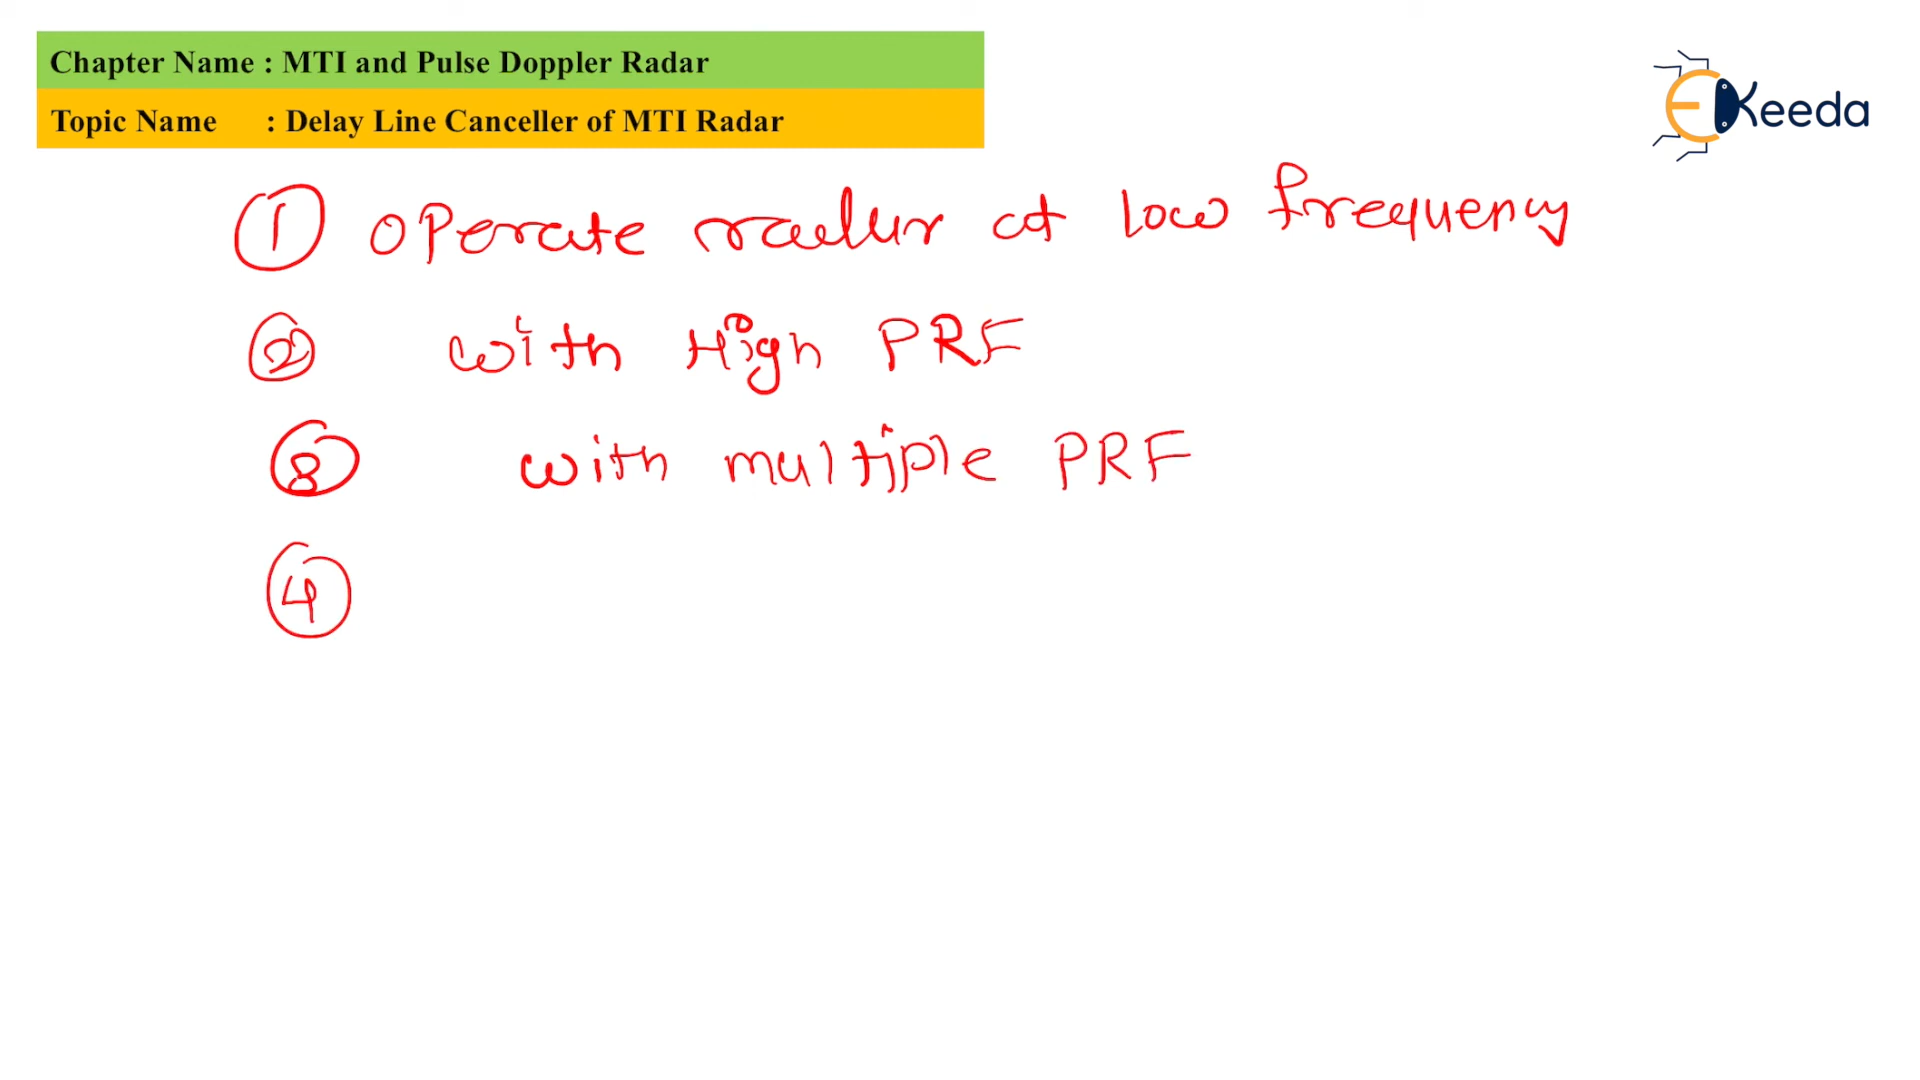 Chapter Name : MTI and Pulse Doppler Radar
Topic Name : Delay Line Canceller of MTI Radar
EKeeda
1 Operate radar at low frequency
2 with High PRF
3 with multiple PRF
4